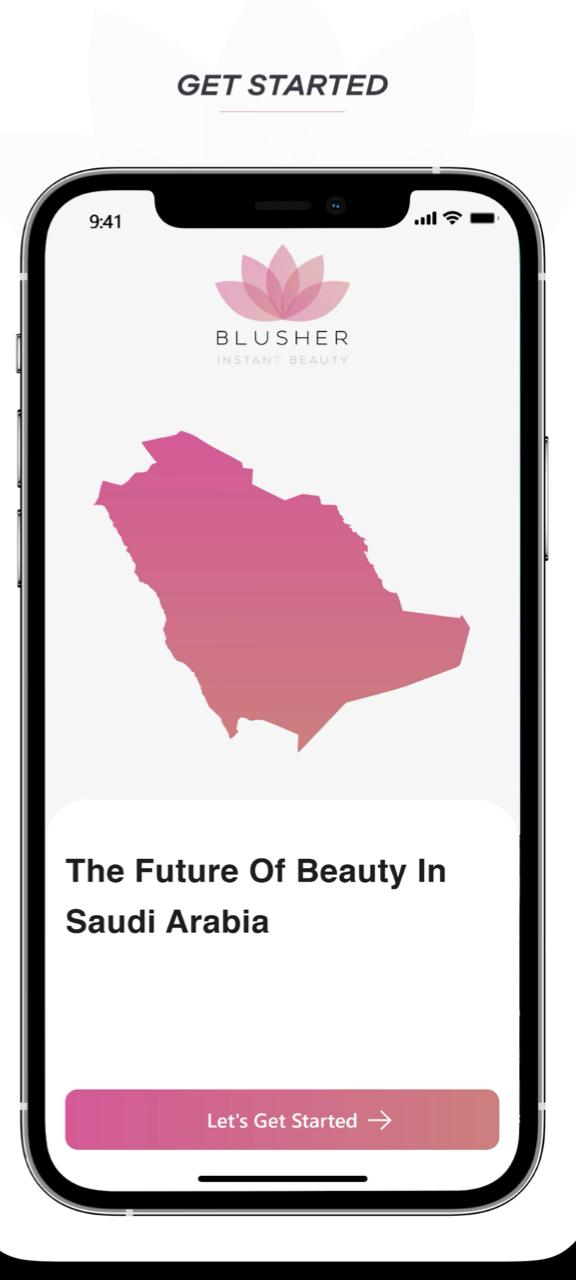 GET STARTED
9:41
BLUSHER
INSTANT BEAUTY
The Future Of Beauty In
Saudi Arabia
Let's Get Started →